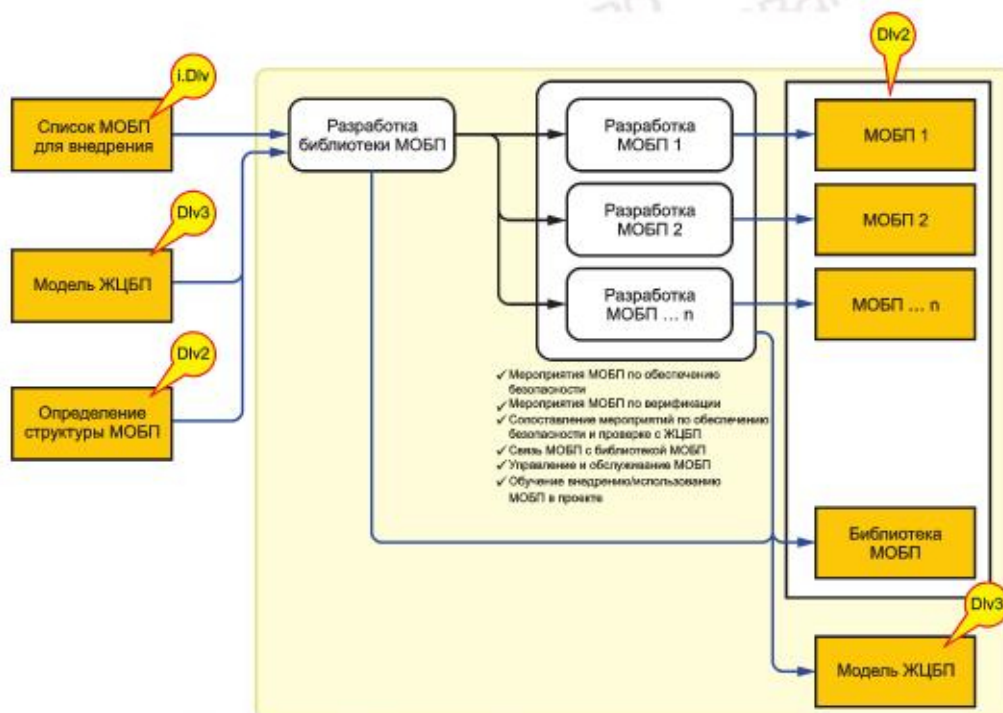 Dlv2
i.Dlv
Список МОБП
для внедрения
Разработка
библиотеки МОБП
Разработка
МОБП 1
МОБП 1
Dlv3
Модель ЖЦБП
Разработка
МОБП 2
МОБП 2
Разработка
МОБП ... n
МОБП ... n
Dlv2
Определение
структуры МОБП
✓ Мероприятия МОБП по обеспечению
безопасности
✓ Мероприятия МОБП по верификации
✓ Сопоставление мероприятий по обеспечению
безопасности и проверке с ЖЦБП
✓ Связь МОБП с библиотекой МОБП
✓ Управление и обслуживание МОБП
✓ Обучение внедрению/использованию
МОБП в проекте
Библиотека
МОБП
Dlv3
Модель ЖЦБП